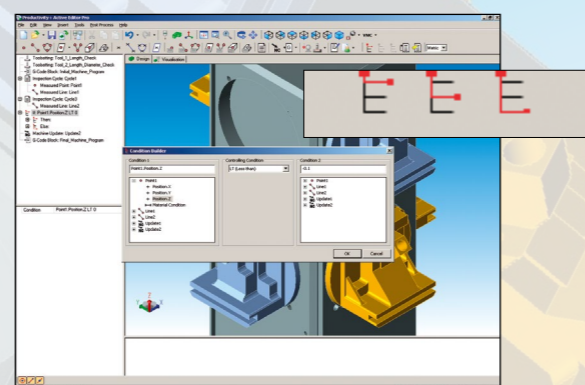 Productivity+ Active Editor Pro
File Edit View Insert Tools Post Process Help
Toolsetting: Tool_1_Length_Check
Toolsetting: Tool_2_Length_Diameter_Check
G-Code Block: Initial_Machine_Program
Inspection Cycle: Cycle1
Measured Point: Point1
Measured Line: Line1
Inspection Cycle: Cycle2
Measured Line: Line2
If: Point1.Position.Z LT 0
Then:
Else:
Machine Update: Update2
G-Code Block: Final_Machine_Program
Design Visualisation
Condition Builder
Condition 1 Controlling Condition Condition 2
Point1.Position.Z LT (Less than) -0.1
Point1
Position.X
Position.Y
Position.Z
Material Condition
Line1
Line2
Update1
Update2
Point1
Line1
Line2
Update1
Update2
OK Cancel
Condition Point1.Position.Z LT 0